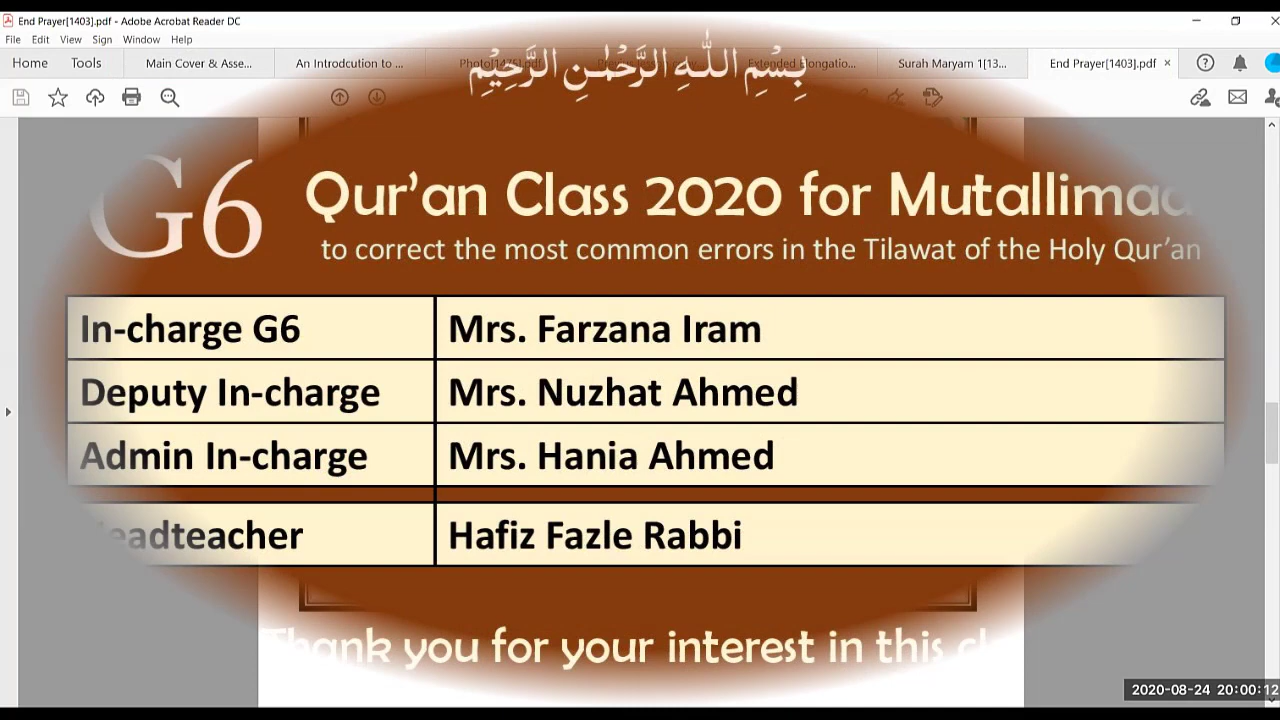 End Prayer[1403].pdf - Adobe Acrobat Reader DC
File Edit View Sign Window Help
Home Tools Main Cover & Asse... An Introdcution to ... Extended Elongatio... Surah Maryam 1[13... End Prayer[1403].pdf ×
بِسْمِ اللّٰهِ الرَّحْمٰنِ الرَّحِيْمِ
G6 Qur’an Class 2020 for
to correct the most common errors in the Tilawat of the Holy Qur’an
In-charge G6 Mrs. Farzana Iram
Deputy In-charge Mrs. Nuzhat Ahmed
Admin In-charge Mrs. Hania Ahmed
Headteacher Hafiz Fazle Rabbi
Thank you for your interest in this
2020-08-24 20:00:12